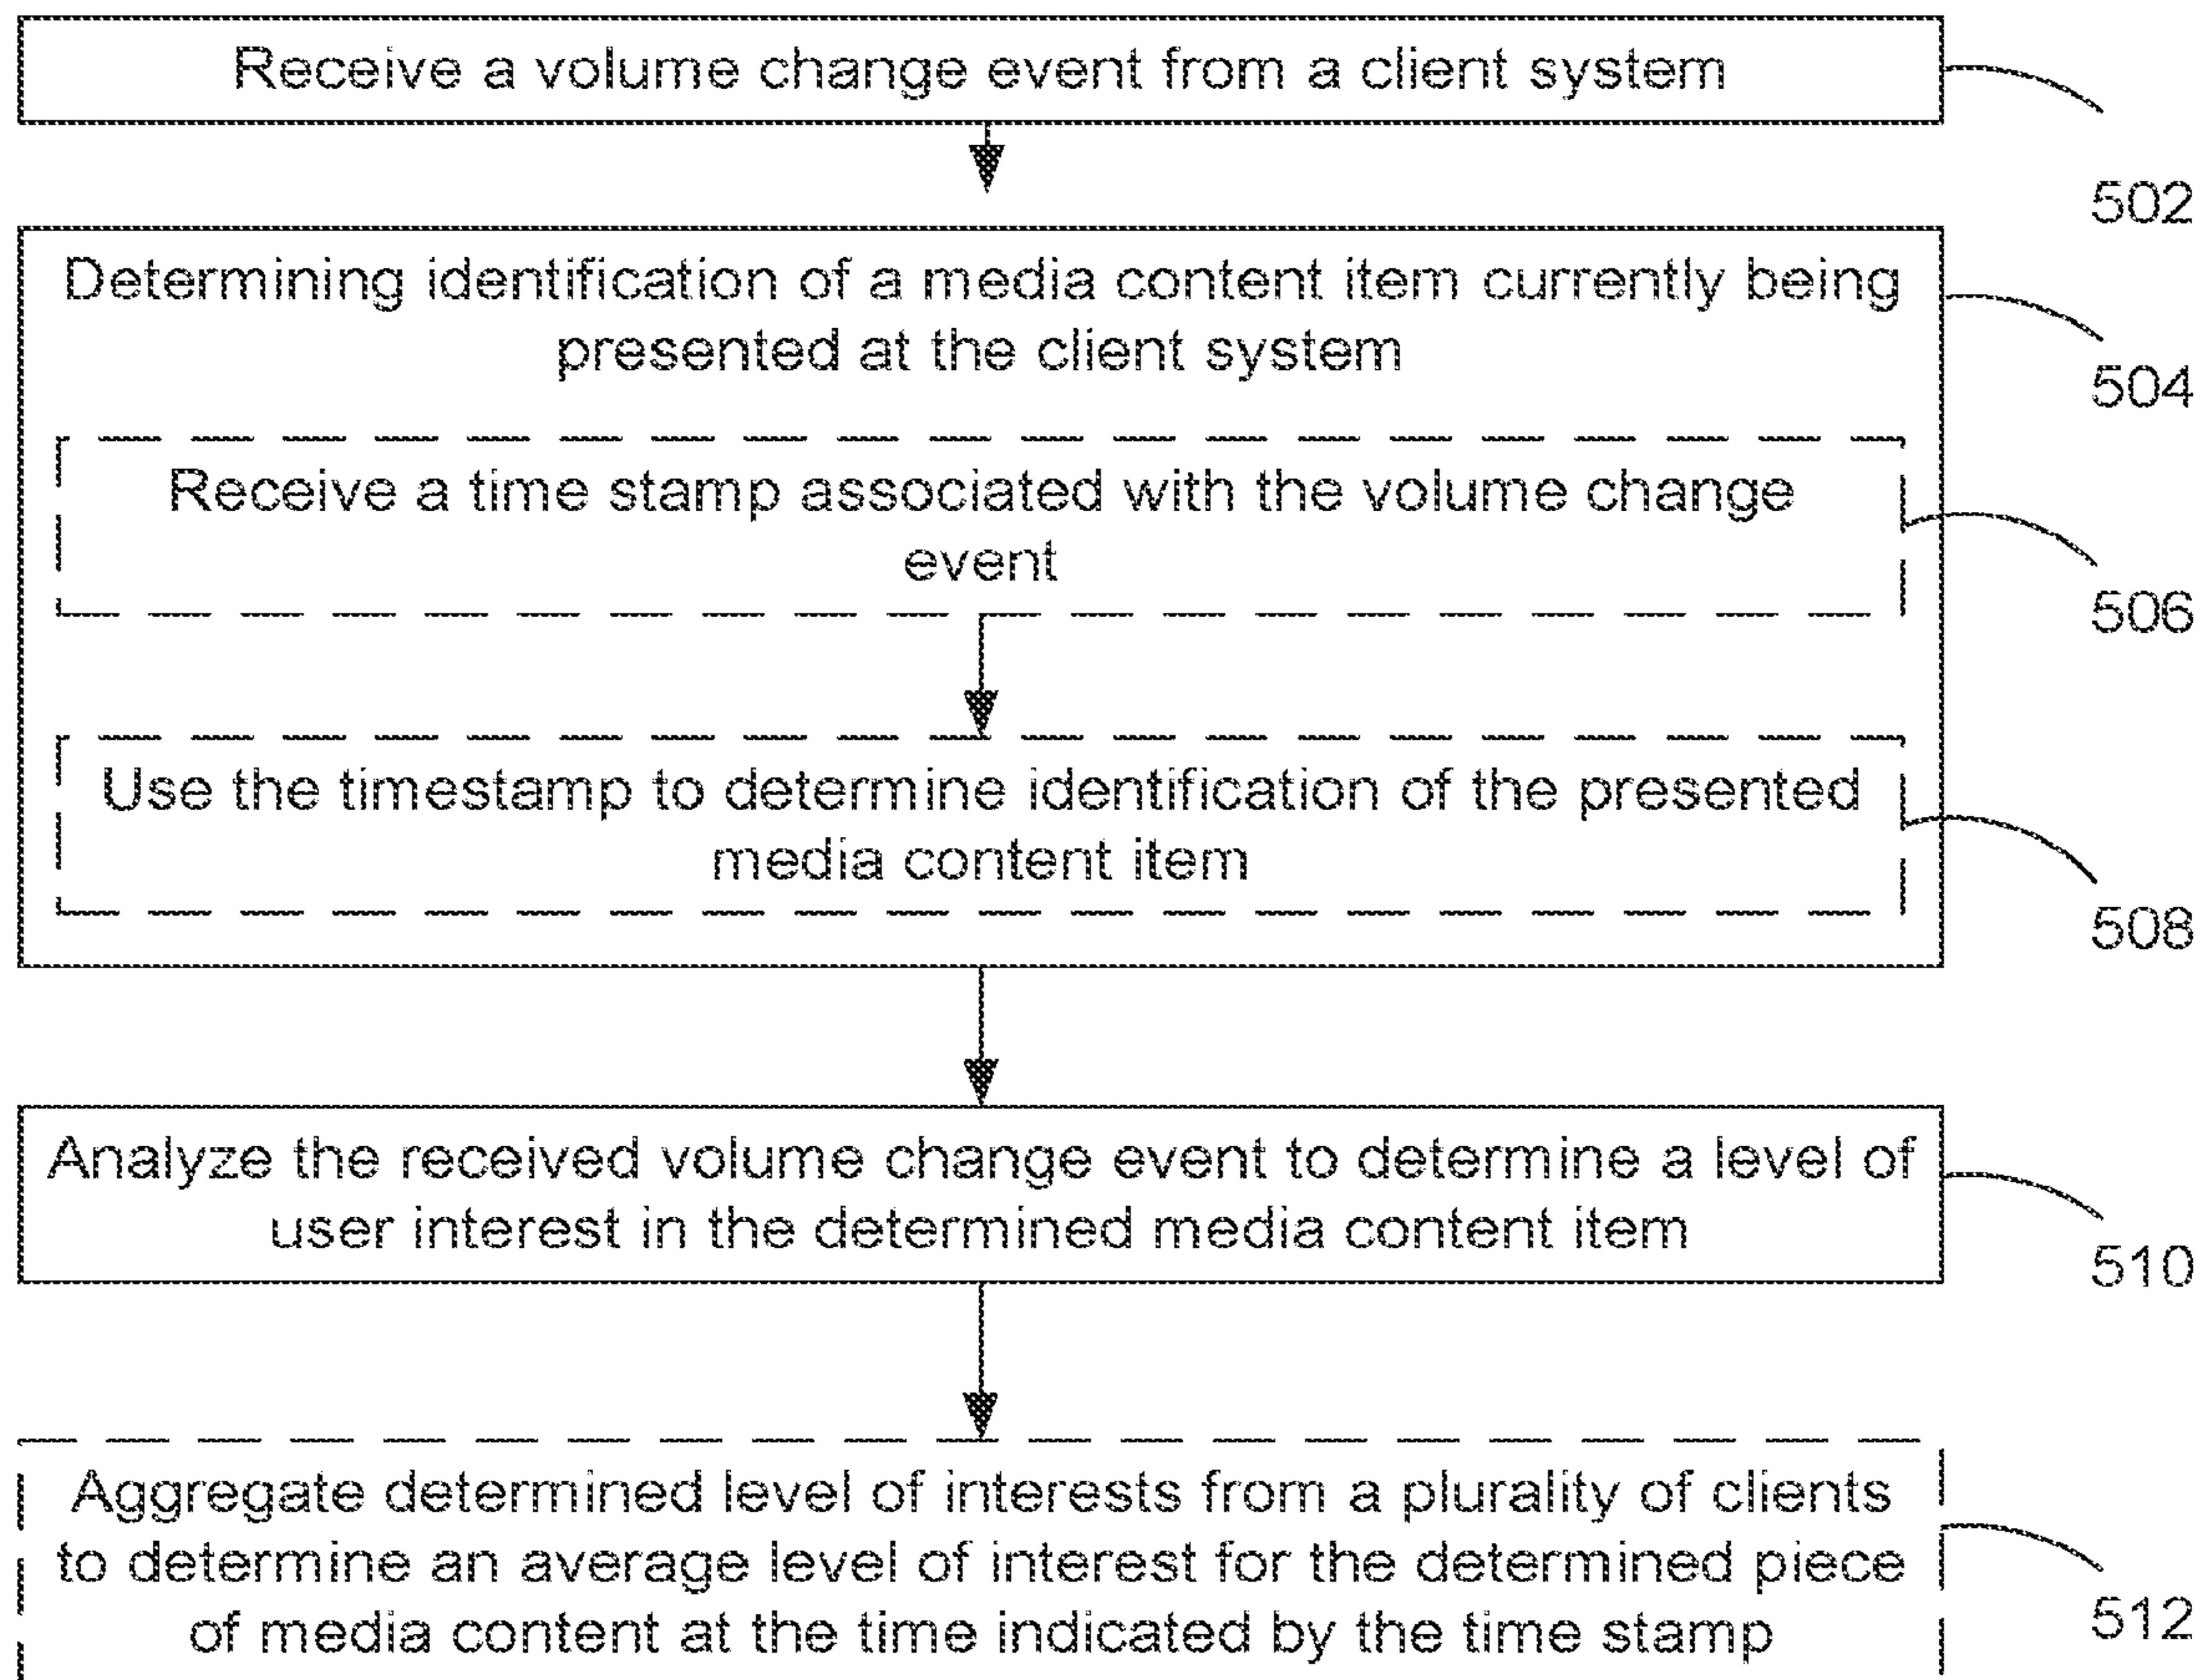 Receive a volume change event from a client system
502
Determining identification of a media content item currently being
presented at the client system
504
Receive a time stamp associated with the volume change
event
506
Use the timestamp to determine identification of the presented
media content item
508
Analyze the received volume change event to determine a level of
user interest in the determined media content item
510
Aggregate determined level of interests from a plurality of clients
to determine an average level of interest for the determined piece
of media content at the time indicated by the time stamp
512